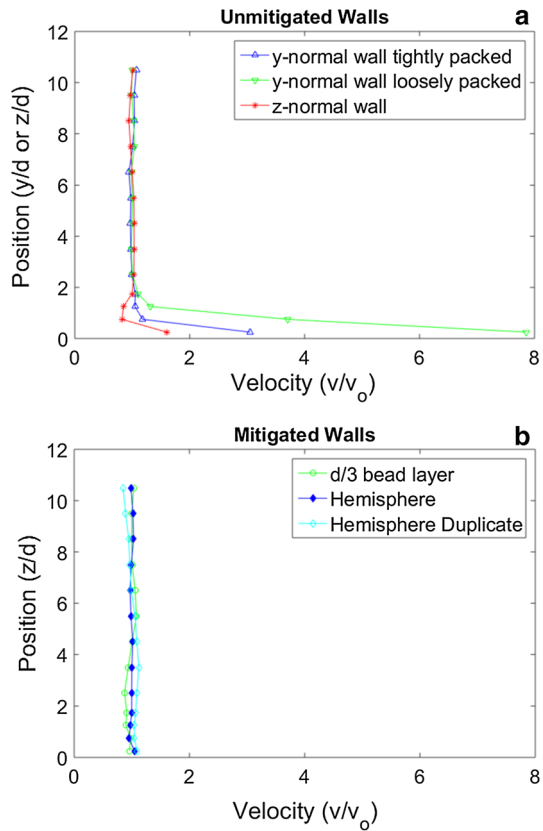 Unmitigated Walls
a
12
10
8
6
4
2
0
Position (y/d or z/d)
y-normal wall tightly packed
y-normal wall loosely packed
z-normal wall
0 2 4 6 8
Velocity (v/vo)
Mitigated Walls
b
12
10
8
6
4
2
0
Position (z/d)
d/3 bead layer
Hemisphere
Hemisphere Duplicate
0 2 4 6 8
Velocity (v/vo)